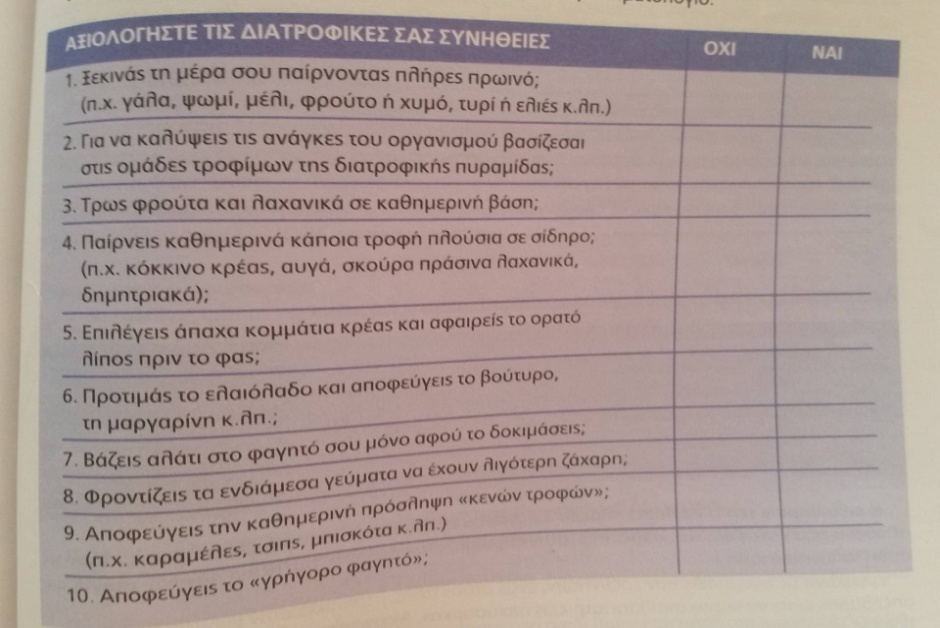 ΑΞΙΟΛΟΓΗΣΤΕ ΤΙΣ ΔΙΑΤΡΟΦΙΚΕΣ ΣΑΣ ΣΥΝΗΘΕΙΕΣ ΟΧΙ ΝΑΙ
1. Ξεκινάς τη μέρα σου παίρνοντας πλήρες πρωινό;
(π.χ. γάλα, ψωμί, μέλι, φρούτο ή χυμό, τυρί ή ελιές κ.λπ.)
2. Για να καλύψεις τις ανάγκες του οργανισμού βασίζεσαι
στις ομάδες τροφίμων της διατροφικής πυραμίδας;
3. Τρως φρούτα και λαχανικά σε καθημερινή βάση;
4. Παίρνεις καθημερινά κάποια τροφή πλούσια σε σίδηρο;
(π.χ. κόκκινο κρέας, αυγά, σκούρα πράσινα λαχανικά,
δημητριακά);
5. Επιλέγεις άπαχα κομμάτια κρέας και αφαιρείς το ορατό
λίπος πριν το φας;
6. Προτιμάς το ελαιόλαδο και αποφεύγεις το βούτυρο,
τη μαργαρίνη κ.λπ.;
7. Βάζεις αλάτι στο φαγητό σου μόνο αφού το δοκιμάσεις;
8. Φροντίζεις τα ενδιάμεσα γεύματα να έχουν λιγότερη ζάχαρη;
9. Αποφεύγεις την καθημερινή πρόσληψη «κενών τροφών»;
(π.χ. καραμέλες, τσιπς, μπισκότα κ.λπ.)
10. Αποφεύγεις το «γρήγορο φαγητό»;